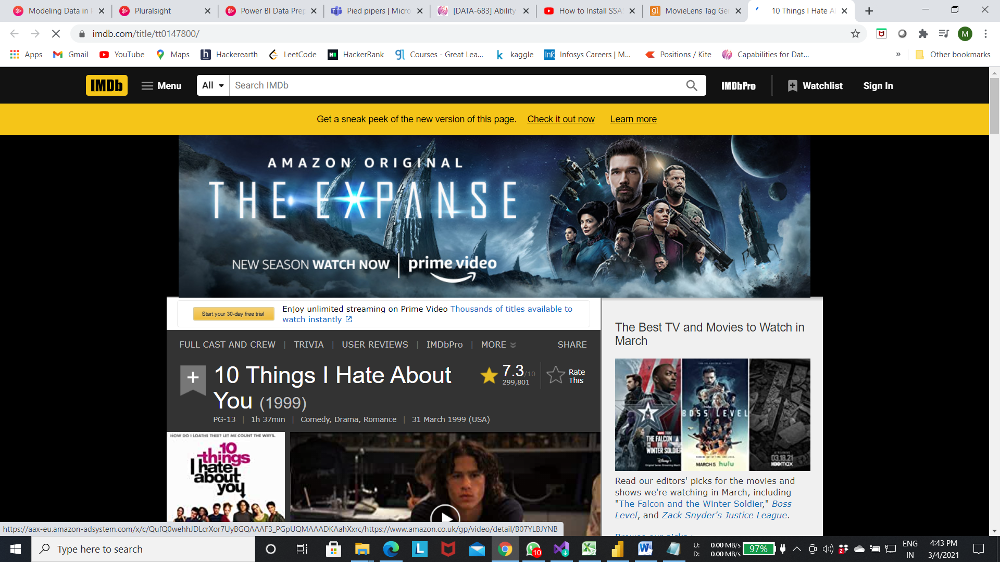 Modeling Data in P
Pluralsight
Power BI Data Prep
Pied pipers | Micro
[DATA-683] Ability
How to Install SSA
MovieLens Tag Ge
10 Things I Hate A
imdb.com/title/tt0147800/
M
Apps
Gmail
YouTube
Maps
Hackerearth
LeetCode
HackerRank
Courses - Great Lea...
kaggle
Infosys Careers | M...
Positions / Kite
Capabilities for Dat...
»
Other bookmarks
IMDb
Menu
All
Search IMDb
IMDbPro
Watchlist
Sign In
Get a sneak peek of the new version of this page. Check it out now Learn more
AMAZON ORIGINAL
THE EXPANSE
NEW SEASON WATCH NOW | prime video
Start your 30-day free trial
Enjoy unlimited streaming on Prime Video Thousands of titles available to
watch instantly
FULL CAST AND CREW | TRIVIA | USER REVIEWS | IMDbPro | MORE
SHARE
10 Things I Hate About
You (1999)
7.3/10
299,801
Rate
This
PG-13 | 1h 37min | Comedy, Drama, Romance | 31 March 1999 (USA)
HOW DO I LOATHE THEE? LET ME COUNT THE WAYS.
10
things
I hate
about
you
The Best TV and Movies to Watch in
March
THE FALCON
WINTER SOLDIER
Disney+
BOSS LEVEL
MARCH 5 hulu
STREAMING
03.18.21
HBOmax
Read our editors' picks for the movies and
shows we're watching in March, including
"The Falcon and the Winter Soldier," Boss
Level, and Zack Snyder's Justice League.
Browse our picks »
https://aax-eu.amazon-adsystem.com/x/c/QufQ0wehhJDLcrXor7UyBGQAAAF3_PGpUQMAAADKAahXxrc/https://www.amazon.co.uk/gp/video/detail/B07YLBJYNB
Type here to search
10
U: 0.00 MB/s
D: 0.00 MB/s
97%
2
ENG
IN
4:43 PM
3/4/2021